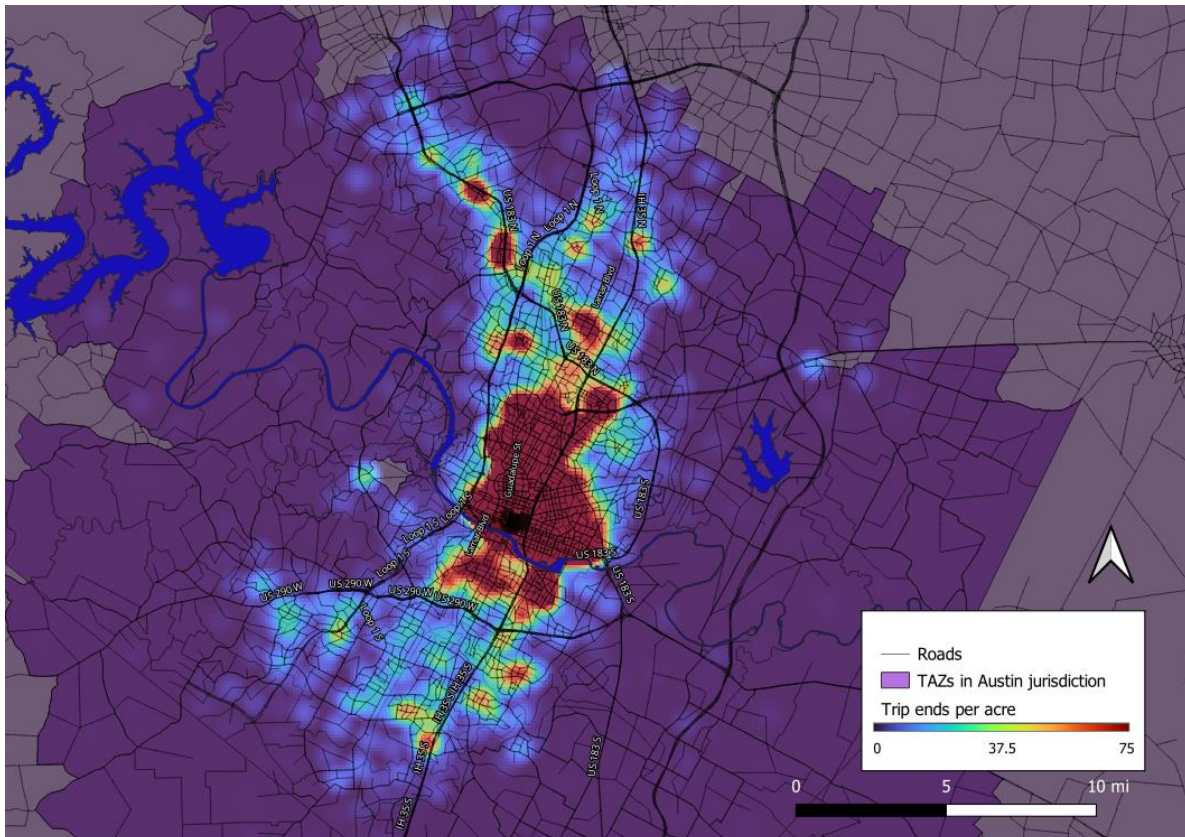 US 183 N
Loop 1 N
Loop 1 N
Loop 1 N
IH 35 N
US 183 N
Lamar Blvd
US 183 N
Guadalupe St
Loop 1 S
Loop 1 S
Lamar Blvd
Loop 1 S
US 183 S
US 183 S
US 183 S
US 290 W
US 290 W
US 290 W
US 290 W
Loop 1 S
IH 35 S
IH 35 S
IH 35 S
US 183 S
IH 35 S
Roads
TAZs in Austin jurisdiction
Trip ends per acre
0 37.5 75
0 5 10 mi